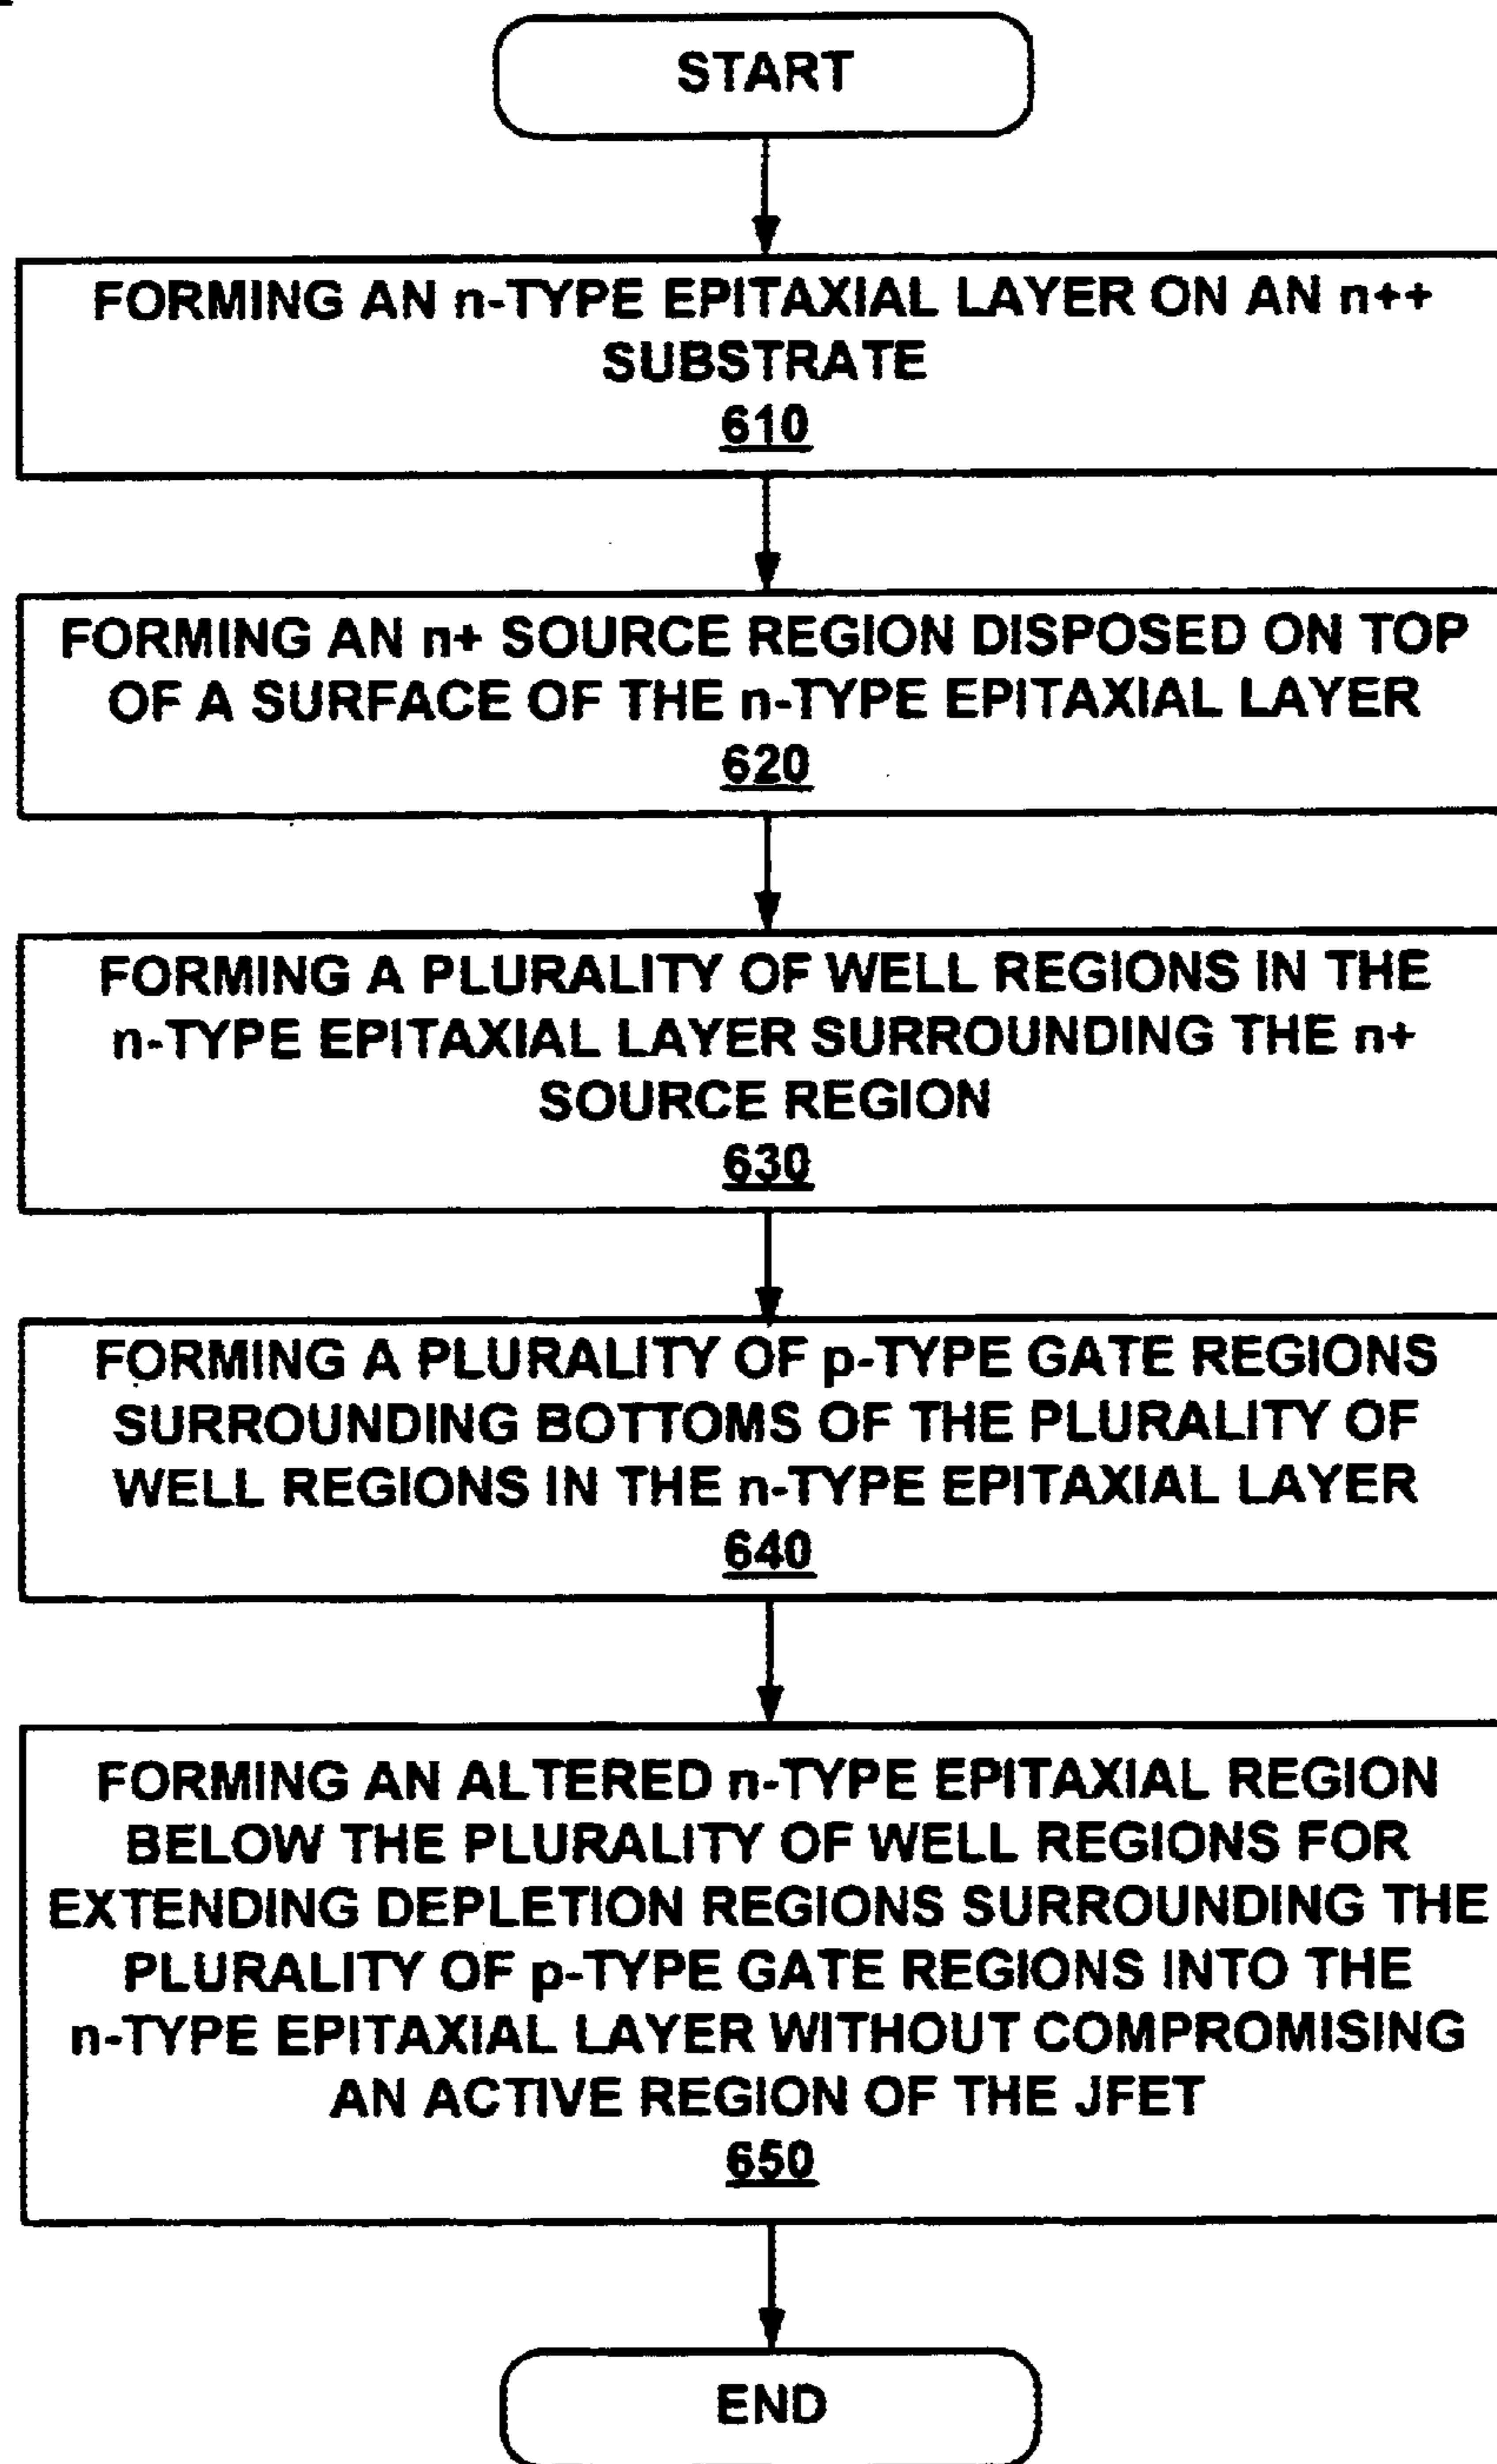 START
FORMING AN n-TYPE EPITAXIAL LAYER ON AN n++
SUBSTRATE
610
FORMING AN n+ SOURCE REGION DISPOSED ON TOP
OF A SURFACE OF THE n-TYPE EPITAXIAL LAYER
620
FORMING A PLURALITY OF WELL REGIONS IN THE
n-TYPE EPITAXIAL LAYER SURROUNDING THE n+
SOURCE REGION
630
FORMING A PLURALITY OF p-TYPE GATE REGIONS
SURROUNDING BOTTOMS OF THE PLURALITY OF
WELL REGIONS IN THE n-TYPE EPITAXIAL LAYER
640
FORMING AN ALTERED n-TYPE EPITAXIAL REGION
BELOW THE PLURALITY OF WELL REGIONS FOR
EXTENDING DEPLETION REGIONS SURROUNDING THE
PLURALITY OF p-TYPE GATE REGIONS INTO THE
n-TYPE EPITAXIAL LAYER WITHOUT COMPROMISING
AN ACTIVE REGION OF THE JFET
650
END